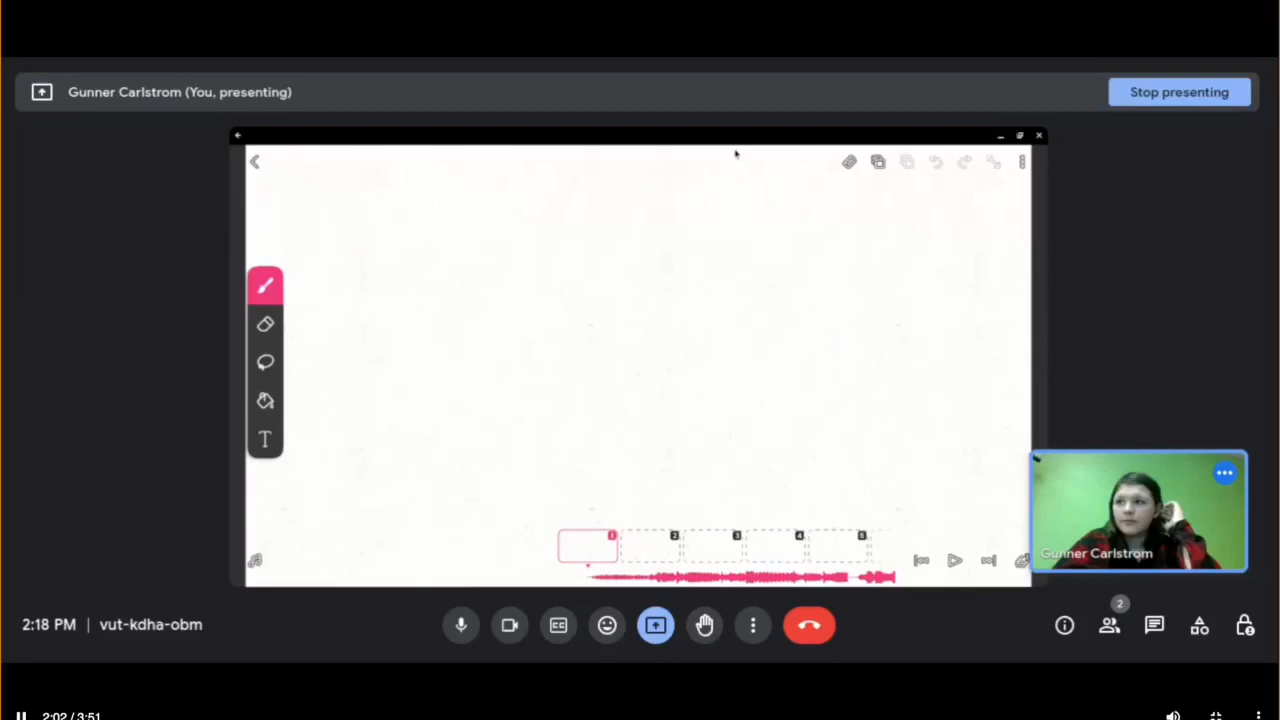 Gunner Carlstrom (You, presenting)
Stop presenting
T
1 2 3 4 5
Gunner Carlstrom
2:18 PM | vut-kdha-obm
CC
2
2:02 / 3:51